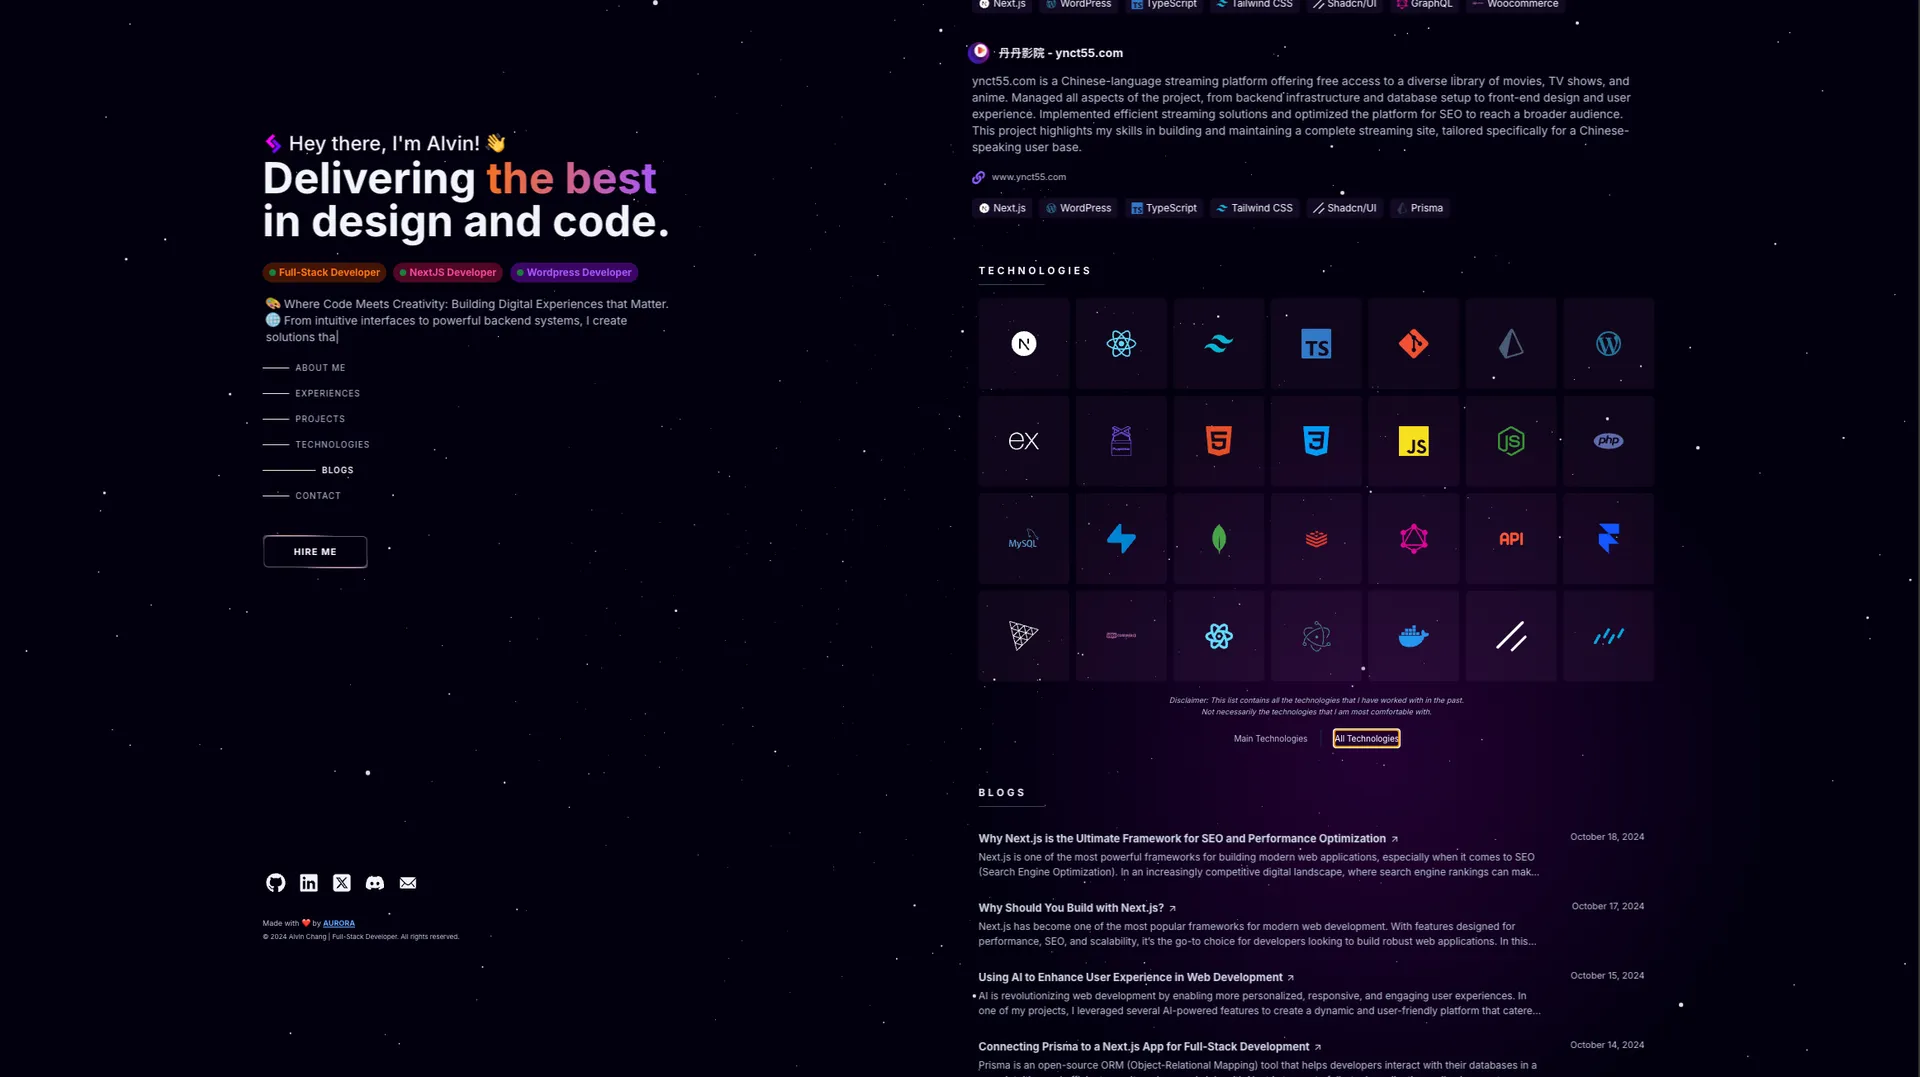 Hey there, I'm Alvin! 👋
Delivering the best
in design and code.
Full-Stack Developer
NextJS Developer
Wordpress Developer
🎨 Where Code Meets Creativity: Building Digital Experiences that Matter.
🌐 From intuitive interfaces to powerful backend systems, I create
solutions tha|
ABOUT ME
EXPERIENCES
PROJECTS
TECHNOLOGIES
BLOGS
CONTACT
HIRE ME
Made with ❤️ by AURORA
© 2024 Alvin Chang | Full-Stack Developer. All rights reserved.
Next.js WordPress TypeScript Tailwind CSS Shadcn/UI GraphQL Woocommerce
丹丹影院 - ynct55.com
ynct55.com is a Chinese-language streaming platform offering free access to a diverse library of movies, TV shows, and
anime. Managed all aspects of the project, from backend infrastructure and database setup to front-end design and user
experience. Implemented efficient streaming solutions and optimized the platform for SEO to reach a broader audience.
This project highlights my skills in building and maintaining a complete streaming site, tailored specifically for a Chinese-
speaking user base.
www.ynct55.com
Next.js WordPress TypeScript Tailwind CSS Shadcn/UI Prisma
TECHNOLOGIES
N
TS
ex
JS
JS
php
MySQL
API
Disclaimer: This list contains all the technologies that I have worked with in the past.
Not necessarily the technologies that I am most comfortable with.
Main Technologies
All Technologies
BLOGS
Why Next.js is the Ultimate Framework for SEO and Performance Optimization
October 18, 2024
Next.js is one of the most powerful frameworks for building modern web applications, especially when it comes to SEO
(Search Engine Optimization). In an increasingly competitive digital landscape, where search engine rankings can mak...
Why Should You Build with Next.js?
October 17, 2024
Next.js has become one of the most popular frameworks for modern web development. With features designed for
performance, SEO, and scalability, it's the go-to choice for developers looking to build robust web applications. In this...
Using AI to Enhance User Experience in Web Development
October 15, 2024
AI is revolutionizing web development by enabling more personalized, responsive, and engaging user experiences. In
one of my projects, I leveraged several AI-powered features to create a dynamic and user-friendly platform that catere...
Connecting Prisma to a Next.js App for Full-Stack Development
October 14, 2024
Prisma is an open-source ORM (Object-Relational Mapping) tool that helps developers interact with their databases in a